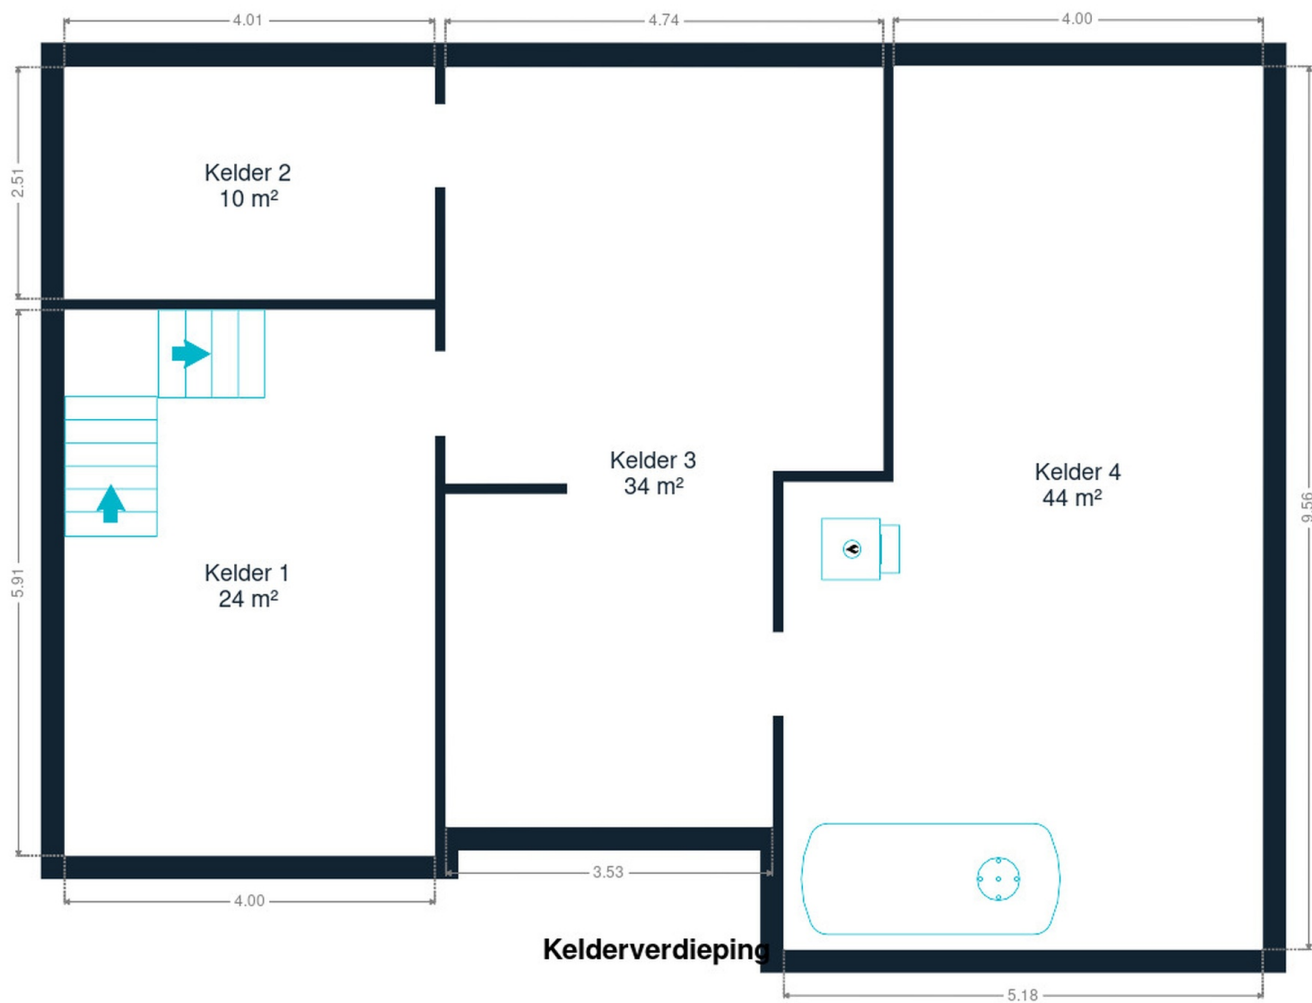 4.01
4.74
4.00
2.51
Kelder 2
10 m²
Kelder 3
34 m²
Kelder 4
44 m²
9.56
5.91
Kelder 1
24 m²
3.53
4.00
Kelderverdieping
5.18